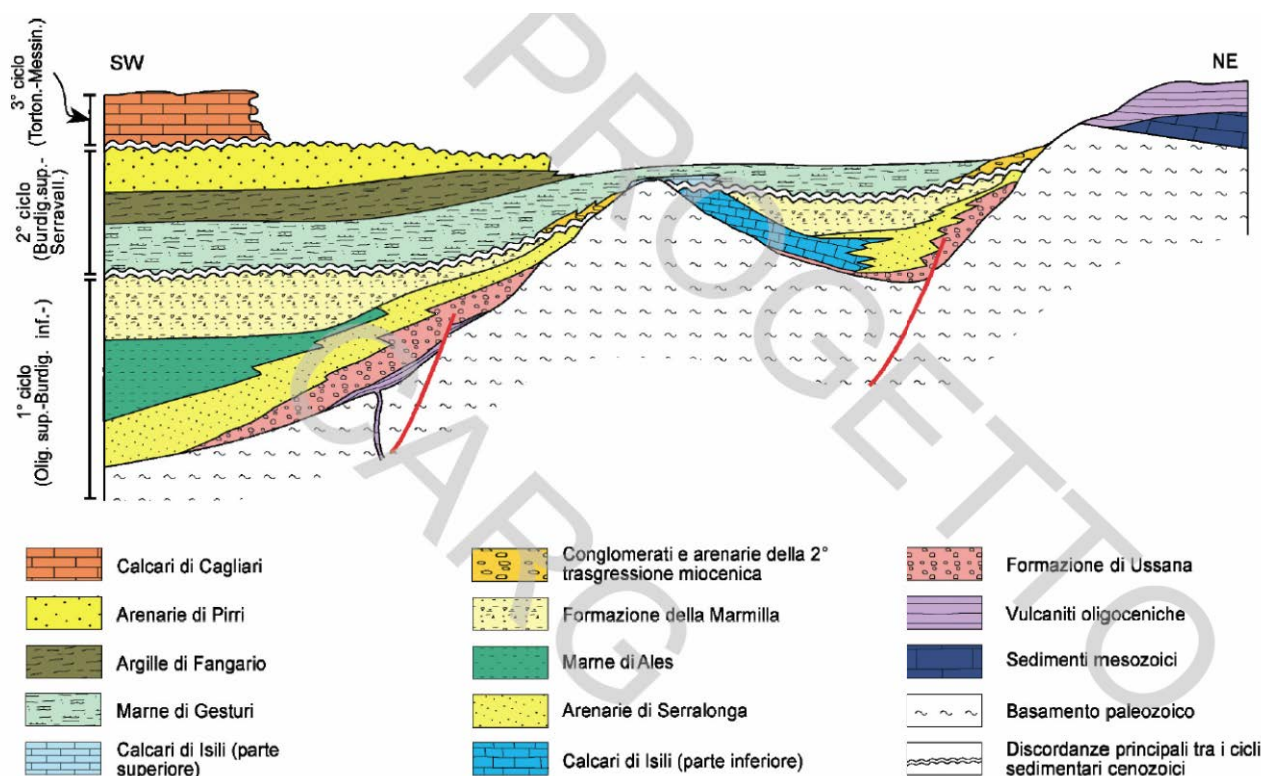 SW
NE
3° ciclo
(Torton.-Messin.)
2° ciclo
(Burdig.sup.-
Serravall.)
1° ciclo
(Olig. sup.-Burdig. inf.-)
PROGETTO
CARG
Calcari di Cagliari
Arenarie di Pirri
Argille di Fangario
Marne di Gesturi
Calcari di Isili (parte
superiore)
Conglomerati e arenarie della 2°
trasgressione miocenica
Formazione della Marmilla
Marne di Ales
Arenarie di Serralonga
Calcari di Isili (parte inferiore)
Formazione di Ussana
Vulcaniti oligoceniche
Sedimenti mesozoici
Basamento paleozoico
Discordanze principali tra i cicli
sedimentari cenozoici